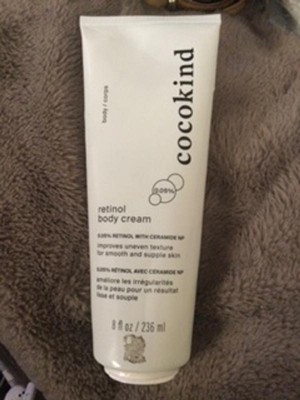 body / corps
cocokind
0.05%
retinol
body cream
0.05% RETINOL WITH CERAMIDE NP
improves uneven texture
for smooth and supple skin
0.05% RÉTINOL AVEC CÉRAMIDE NP
améliore les irrégularités
de la peau pour un résultat
lisse et souple
8 fl oz / 236 ml